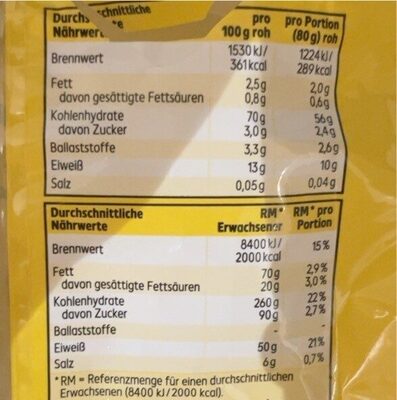 Durchschnittliche pro pro Portion
Nährwerte 100 g roh (80g) roh
Brennwert 1530 kJ/ 1224 kJ/
361 kcal 289 kcal
Fett 2,5g 2,0g
davon gesättigte Fettsäuren 0,8g 0,6g
Kohlenhydrate 70g 56g
davon Zucker 3,0g 2,4g
Ballaststoffe 3,3g 2,6g
Eiweiß 13g 10g
Salz 0,05g 0,04g
Durchschnittliche RM* RM* pro
Nährwerte Erwachsener Portion
Brennwert 8400 kJ/ 15%
2000 kcal
Fett 70g 2,9%
davon gesättigte Fettsäuren 20g 3,0%
Kohlenhydrate 260g 22%
davon Zucker 90g 2,7%
Ballaststoffe - -
Eiweiß 50g 21%
Salz 6g 0,7%
*RM = Referenzmenge für einen durchschnittlichen
Erwachsenen (8400 kJ/2000 kcal).